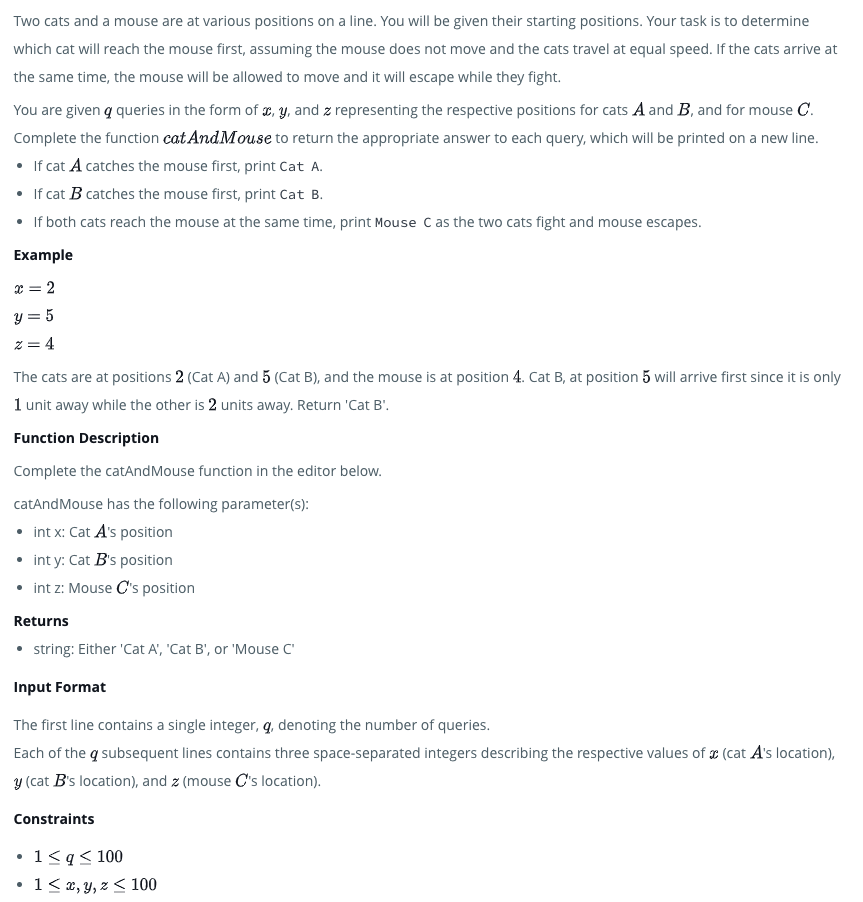 Two cats and a mouse are at various positions on a line. You will be given their starting positions. Your task is to determine
which cat will reach the mouse first, assuming the mouse does not move and the cats travel at equal speed. If the cats arrive at
the same time, the mouse will be allowed to move and it will escape while they fight.
You are given q queries in the form of x, y, and z representing the respective positions for cats A and B, and for mouse C.
Complete the function catAndMouse to return the appropriate answer to each query, which will be printed on a new line.
• If cat A catches the mouse first, print Cat A.
• If cat B catches the mouse first, print Cat B.
• If both cats reach the mouse at the same time, print Mouse C as the two cats fight and mouse escapes.
Example
x = 2
y = 5
z = 4
The cats are at positions 2 (Cat A) and 5 (Cat B), and the mouse is at position 4. Cat B, at position 5 will arrive first since it is only
1 unit away while the other is 2 units away. Return 'Cat B'.
Function Description
Complete the catAndMouse function in the editor below.
catAndMouse has the following parameter(s):
• int x: Cat A's position
• int y: Cat B's position
• int z: Mouse C's position
Returns
• string: Either 'Cat A', 'Cat B', or 'Mouse C'
Input Format
The first line contains a single integer, q, denoting the number of queries.
Each of the q subsequent lines contains three space-separated integers describing the respective values of x (cat A's location),
y (cat B's location), and z (mouse C's location).
Constraints
• 1 ≤ q ≤ 100
• 1 ≤ x, y, z ≤ 100